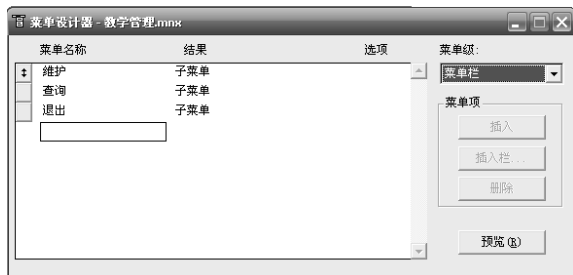 菜单设计器 - 教学管理.mnx
菜单名称 结果 选项 菜单级:
维护 子菜单 菜单栏
查询 子菜单
退出 子菜单
菜单项
插入
插入栏...
删除
预览(R)